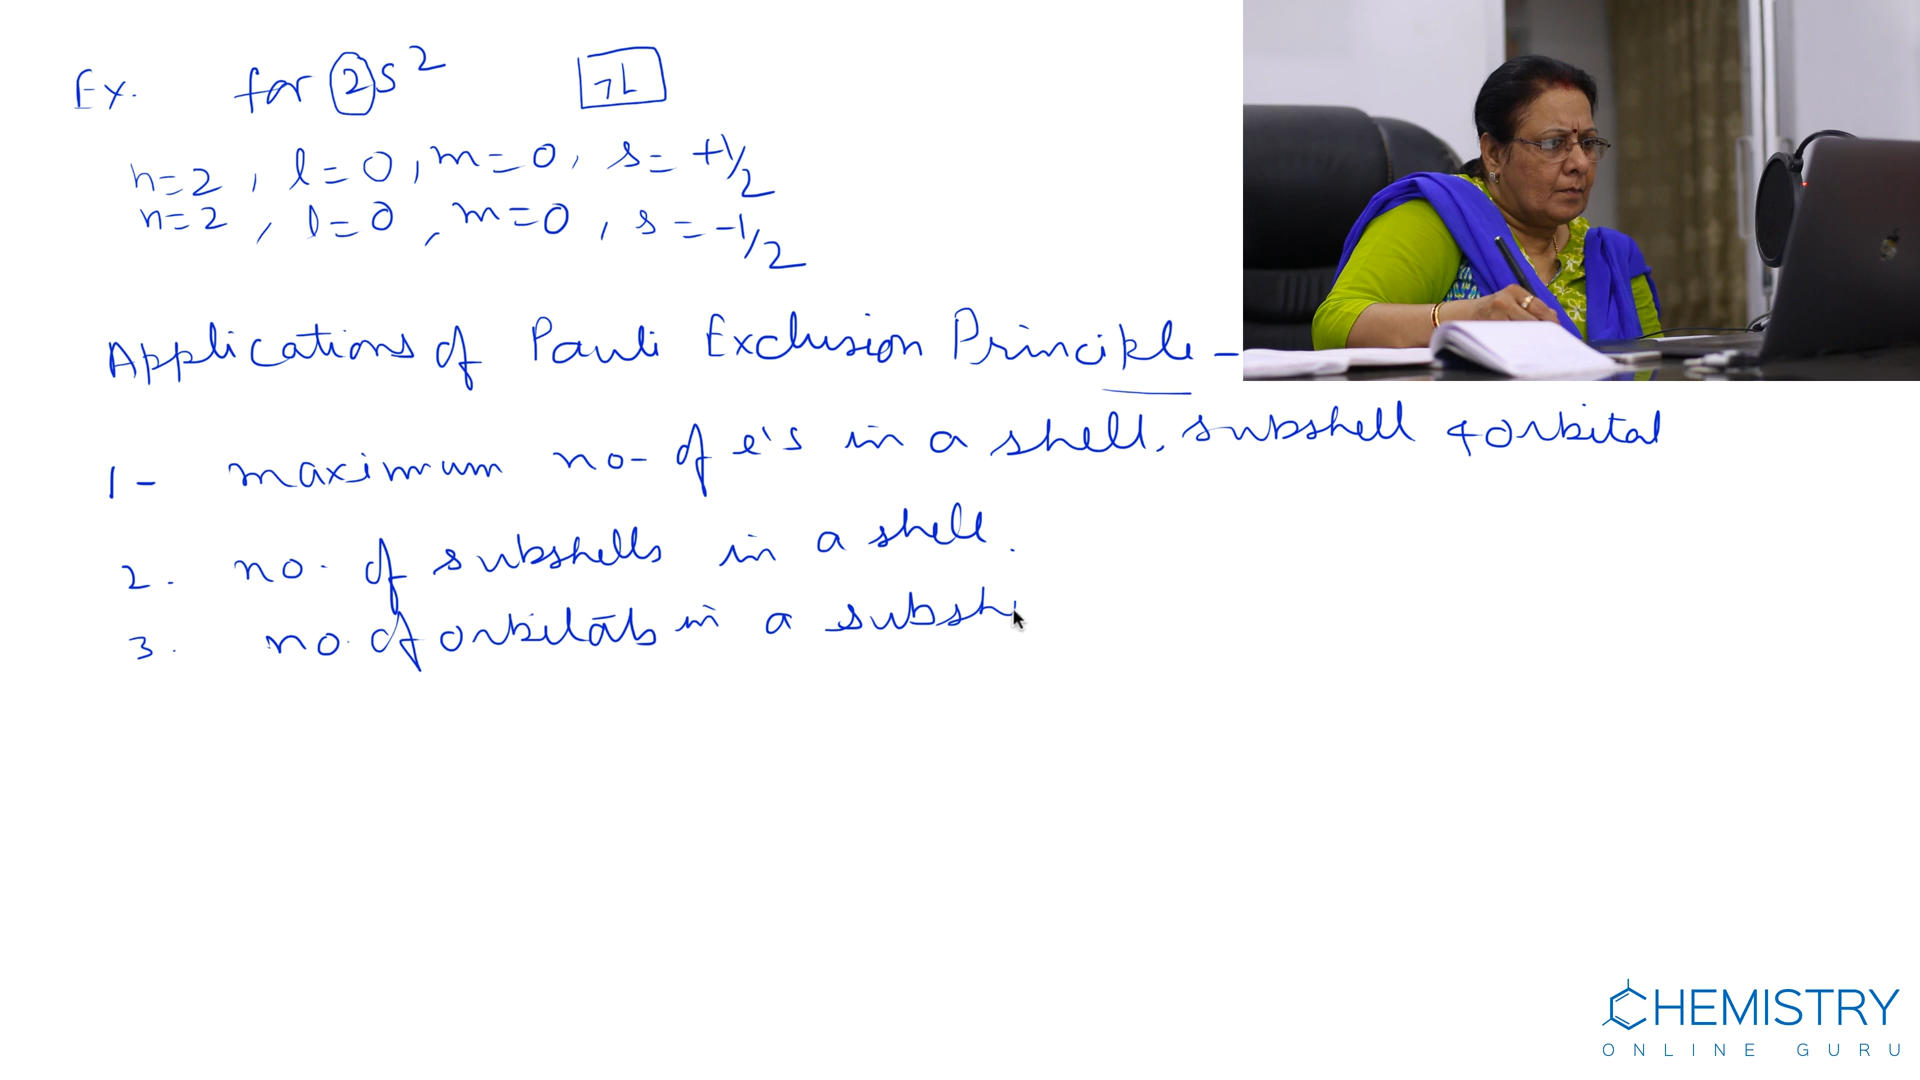 Ex. for 2s²
n=2, l=0, m=0, s=+1/2
n=2, l=0, m=0, s=-1/2
Applications of Pauli Exclusion Principle -
1- maximum no- of e's in a shell, subshell & orbital
2. no. of subshells in a shell.
3. no. of orbitals in a subsh
CHEMISTRY
ONLINE GURU